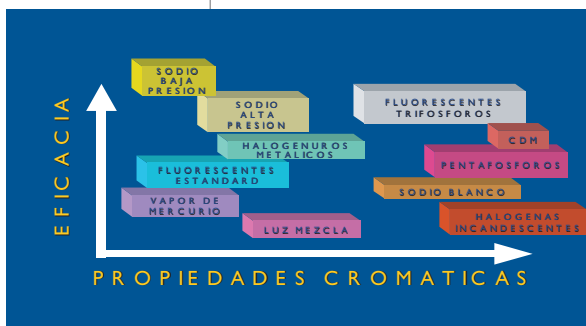 SODIO
BAJA
PRESION
SODIO
ALTA
PRESIÓN
FLUORESCENTES
TRIFOSFOROS
CDM
HALOGENUROS
METALICOS
PENTAFOSFOROS
FLUORESCENTES
ESTANDARD
SODIO BLANCO
VAPOR DE
MERCURIO
HALOGENAS
INCANDESCENTES
LUZ MEZCLA
EFICACIA
PROPIEDADES CROMATICAS